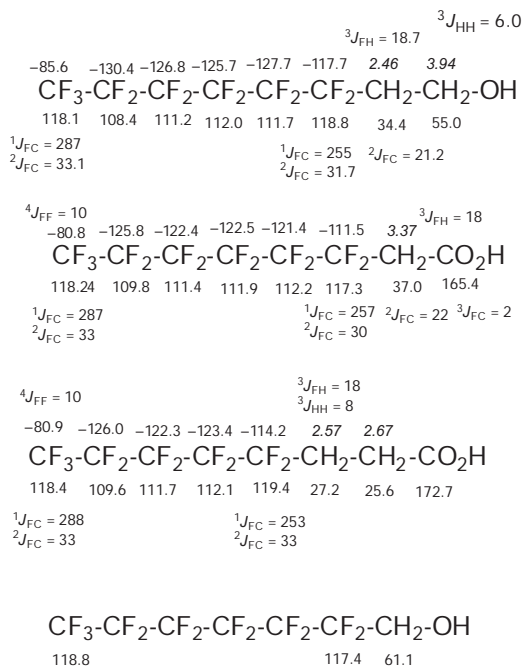 ³J_HH = 6.0
³J_FH = 18.7
−85.6 −130.4 −126.8 −125.7 −127.7 −117.7 2.46 3.94
CF₃-CF₂-CF₂-CF₂-CF₂-CF₂-CH₂-CH₂-OH
118.1 108.4 111.2 112.0 111.7 118.8 34.4 55.0
¹J_FC = 287 ¹J_FC = 255 ²J_FC = 21.2
²J_FC = 33.1 ²J_FC = 31.7
⁴J_FF = 10 ³J_FH = 18
−80.8 −125.8 −122.4 −122.5 −121.4 −111.5 3.37
CF₃-CF₂-CF₂-CF₂-CF₂-CF₂-CH₂-CO₂H
118.24 109.8 111.4 111.9 112.2 117.3 37.0 165.4
¹J_FC = 287 ¹J_FC = 257 ²J_FC = 22 ³J_FC = 2
²J_FC = 33 ²J_FC = 30
³J_FH = 18
⁴J_FF = 10 ³J_HH = 8
−80.9 −126.0 −122.3 −123.4 −114.2 2.57 2.67
CF₃-CF₂-CF₂-CF₂-CF₂-CH₂-CH₂-CO₂H
118.4 109.6 111.7 112.1 119.4 27.2 25.6 172.7
¹J_FC = 288 ¹J_FC = 253
²J_FC = 33 ²J_FC = 33
CF₃-CF₂-CF₂-CF₂-CF₂-CF₂-CH₂-OH
118.8 117.4 61.1